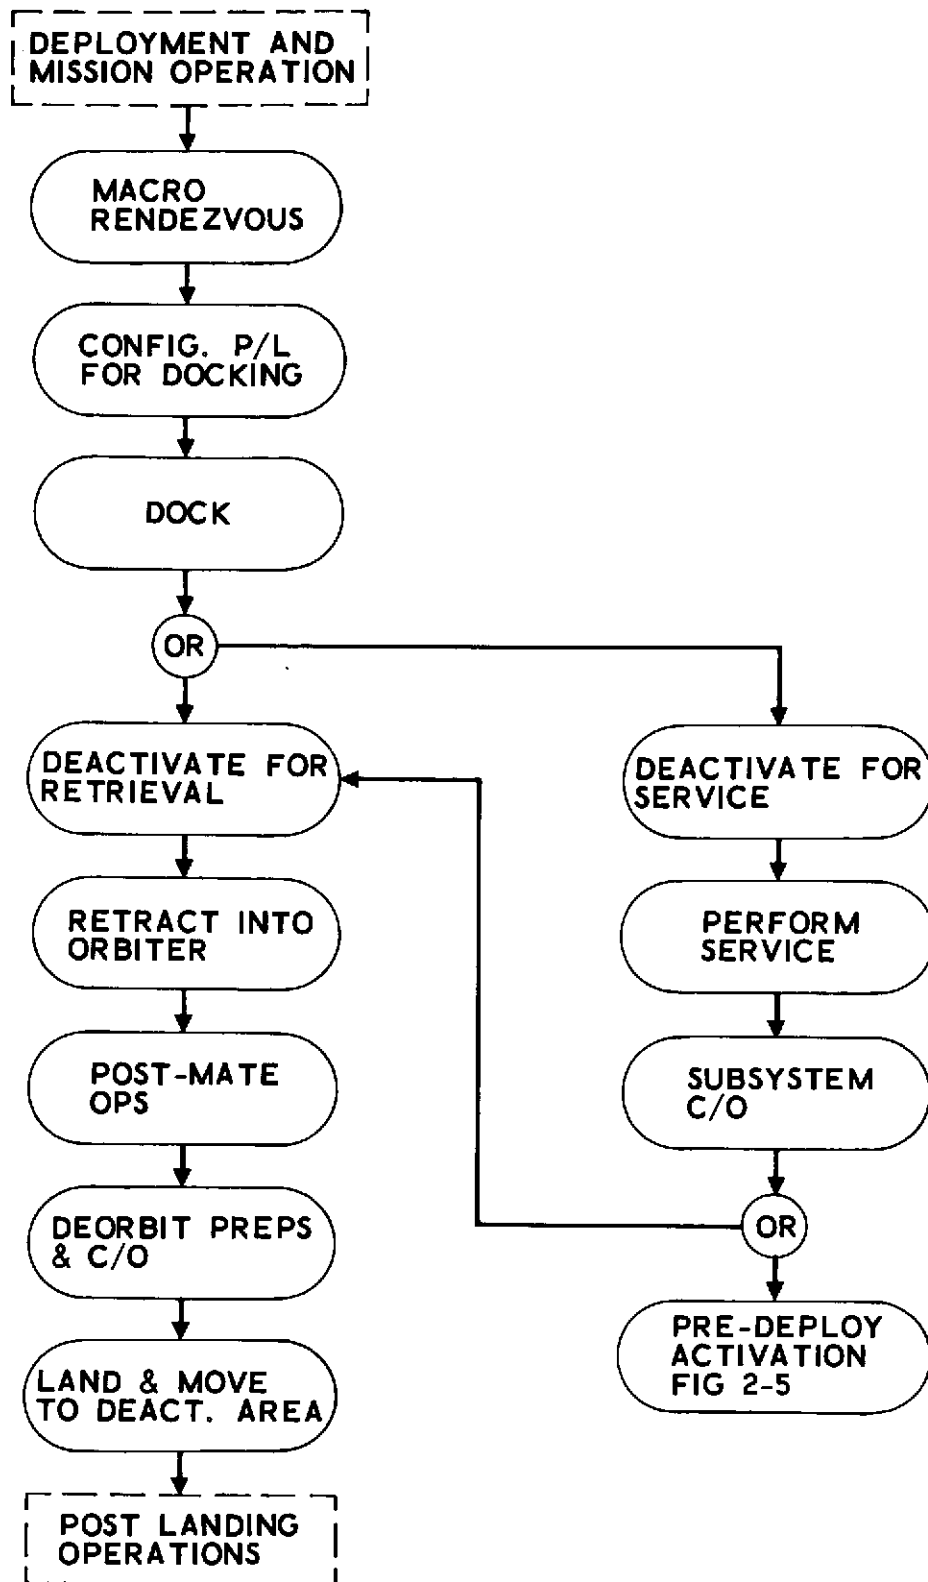 DEPLOYMENT AND
MISSION OPERATION
MACRO
RENDEZVOUS
CONFIG. P/L
FOR DOCKING
DOCK
OR
DEACTIVATE FOR
RETRIEVAL
RETRACT INTO
ORBITER
POST-MATE
OPS
DEORBIT PREPS
& C/O
LAND & MOVE
TO DEACT. AREA
POST LANDING
OPERATIONS
DEACTIVATE FOR
SERVICE
PERFORM
SERVICE
SUBSYSTEM
C/O
OR
PRE-DEPLOY
ACTIVATION
FIG 2-5